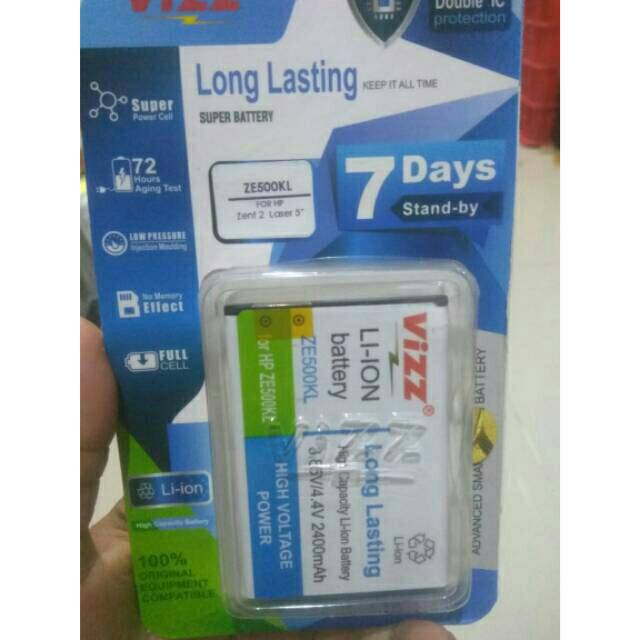 Vizz
Double IC
protection
Long Lasting KEEP IT ALL TIME
SUPER BATTERY
Super
Power Cell
72
Hours
Aging Test
LOW PRESSURE
Injection Moulding
No Memory
Effect
FULL
CELL
ZE500KL
FOR HP
Zenf 2 Laser 5"
7 Days
Stand-by
Li-ion
High Capacity Battery
100%
ORIGINAL
EQUIPMENT
COMPATIBLE
Vizz®
LI-ION
battery
ZE500KL
for HP ZE500KL
Long Lasting
High Capacity Li-ion Battery
3.85V/4.4V 2400mAh
HIGH VOLTAGE
POWER
Li-ion
BATTERY
ADVANCED